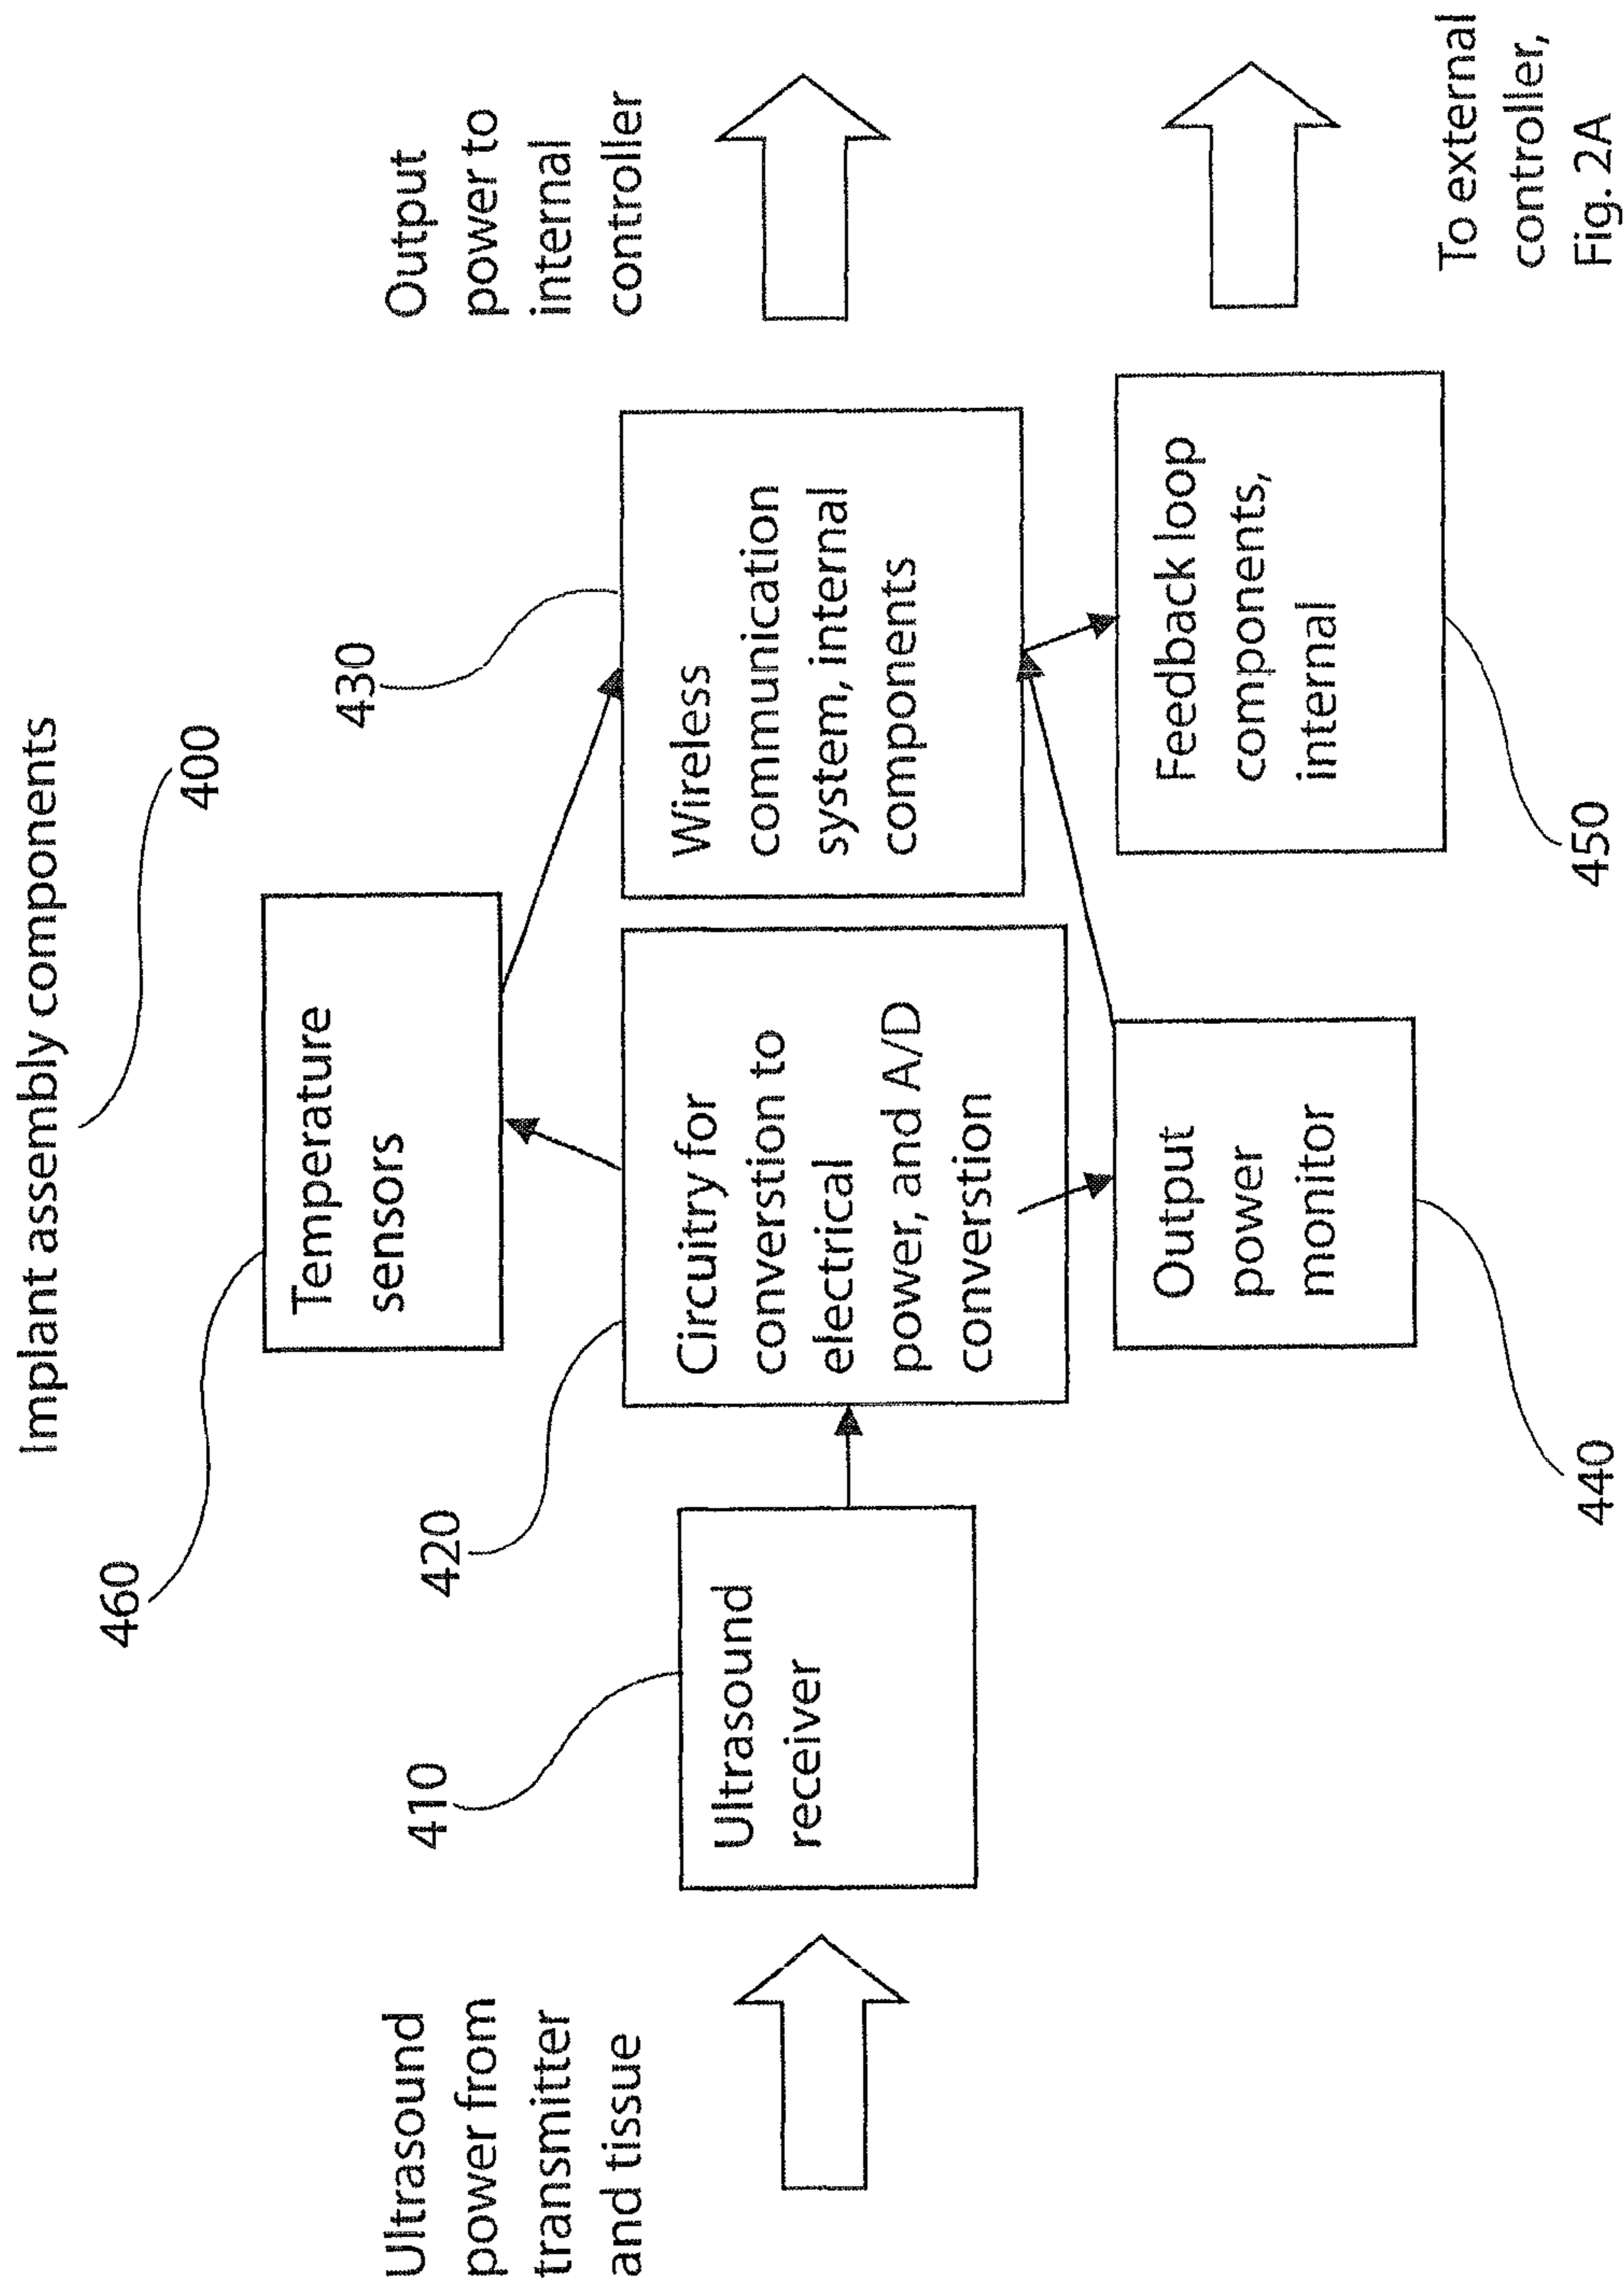 Implant assembly components
400
460
Temperature
sensors
Ultrasound
power from
transmitter
and tissue
410
Ultrasound
receiver
420
Circuitry for
converstion to
electrical
power, and A/D
converstion
430
Wireless
communication
system, internal
components
Output
power to
internal
controller
Output
power
monitor
440
Feedback loop
components,
internal
450
To external
controller,
Fig. 2A